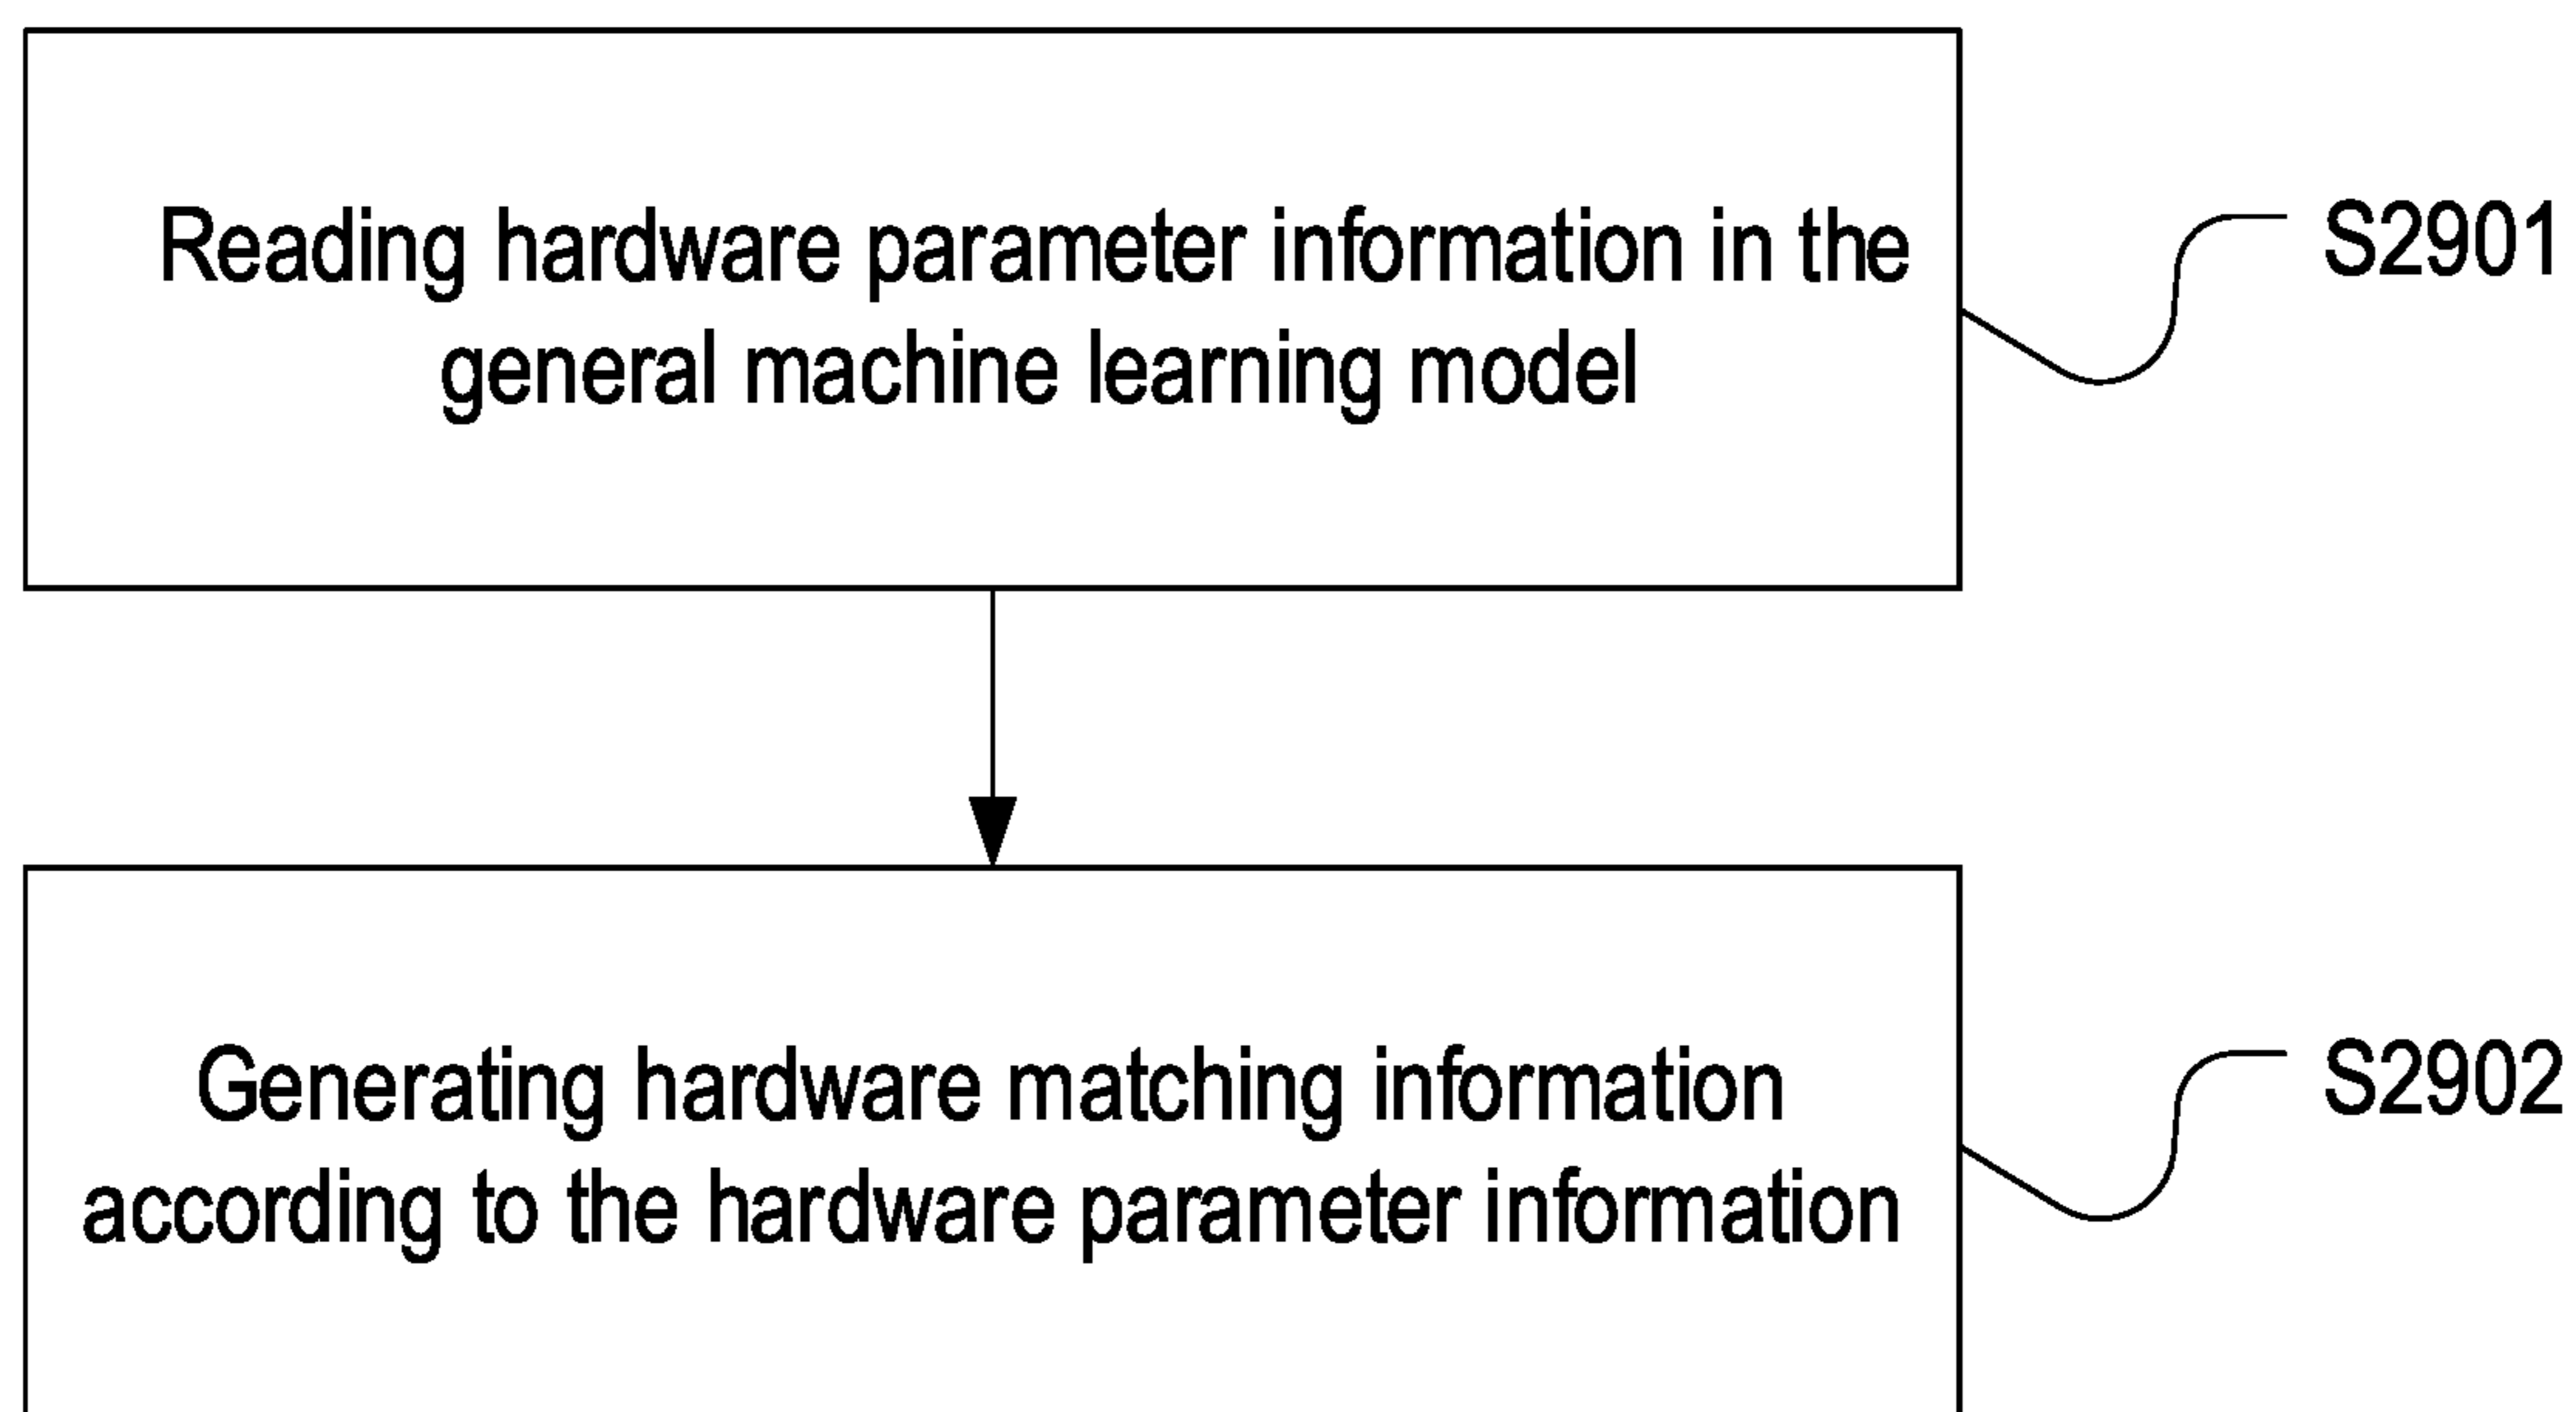 Reading hardware parameter information in the
general machine learning model
S2901
Generating hardware matching information
according to the hardware parameter information
S2902